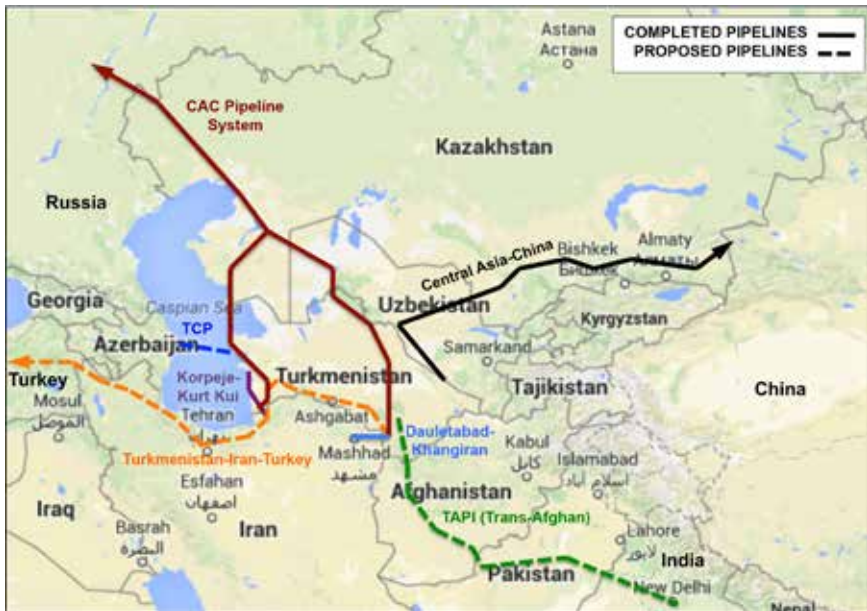 COMPLETED PIPELINES
PROPOSED PIPELINES
Astana
Астана
CAC Pipeline
System
Kazakhstan
Russia
Almaty
Алматы
Bishkek
Бишкек
Central Asia-China
Georgia
Caspian Sea
Uzbekistan
Kyrgyzstan
TCP
Azerbaijan
Samarkand
Turkey
Korpeje-
Kurt Kui
Turkmenistan
Tajikistan
China
Mosul
الموصل
Tehran
تهران
Ashgabat
Dauletabad-
Khangiran
Mashhad
مشهد
Kabul
کابل
Islamabad
اسلام آباد
Turkmenistan-Iran-Turkey
Esfahan
اصفهان
Afghanistan
Iraq
Iran
TAPI (Trans-Afghan)
Basrah
البصرة
Lahore
لاہور
India
Pakistan
New Delhi
Nepal